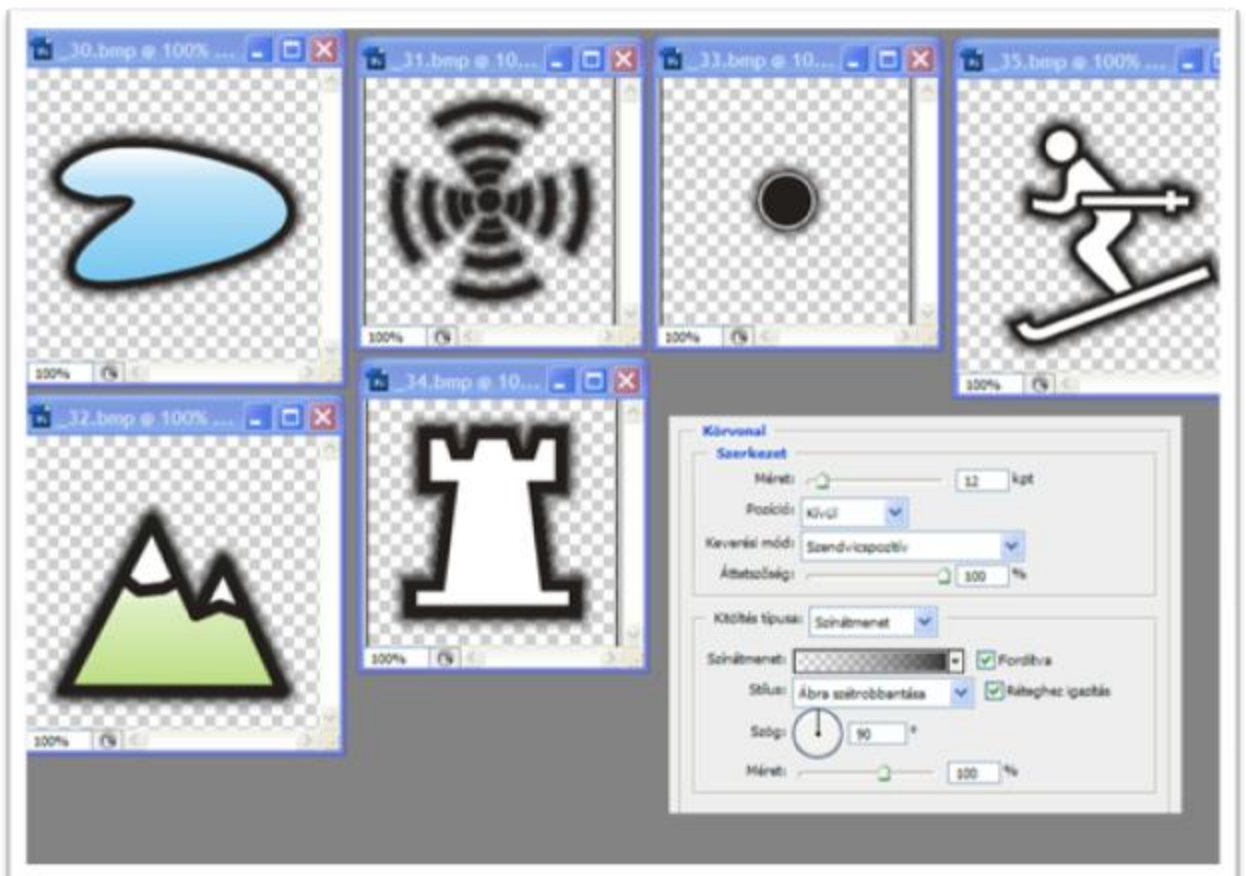 _30.bmp @ 100% ...
_31.bmp @ 10...
_33.bmp @ 10...
_35.bmp @ 100% ...
100%
100%
100%
100%
_32.bmp @ 100% ...
_34.bmp @ 10...
100%
100%
Körvonal
Szerkezet
Méret: 12 kpt
Pozíció: Kívül
Keverési mód: Szendvicspozitív
Áttetszőség: 100 %
Kitöltés típusa: Színátmenet
Színátmenet: Fordítva
Stílus: Ábra szétrobbantása Réteghez igazítás
Szög: 90 °
Méret: 100 %